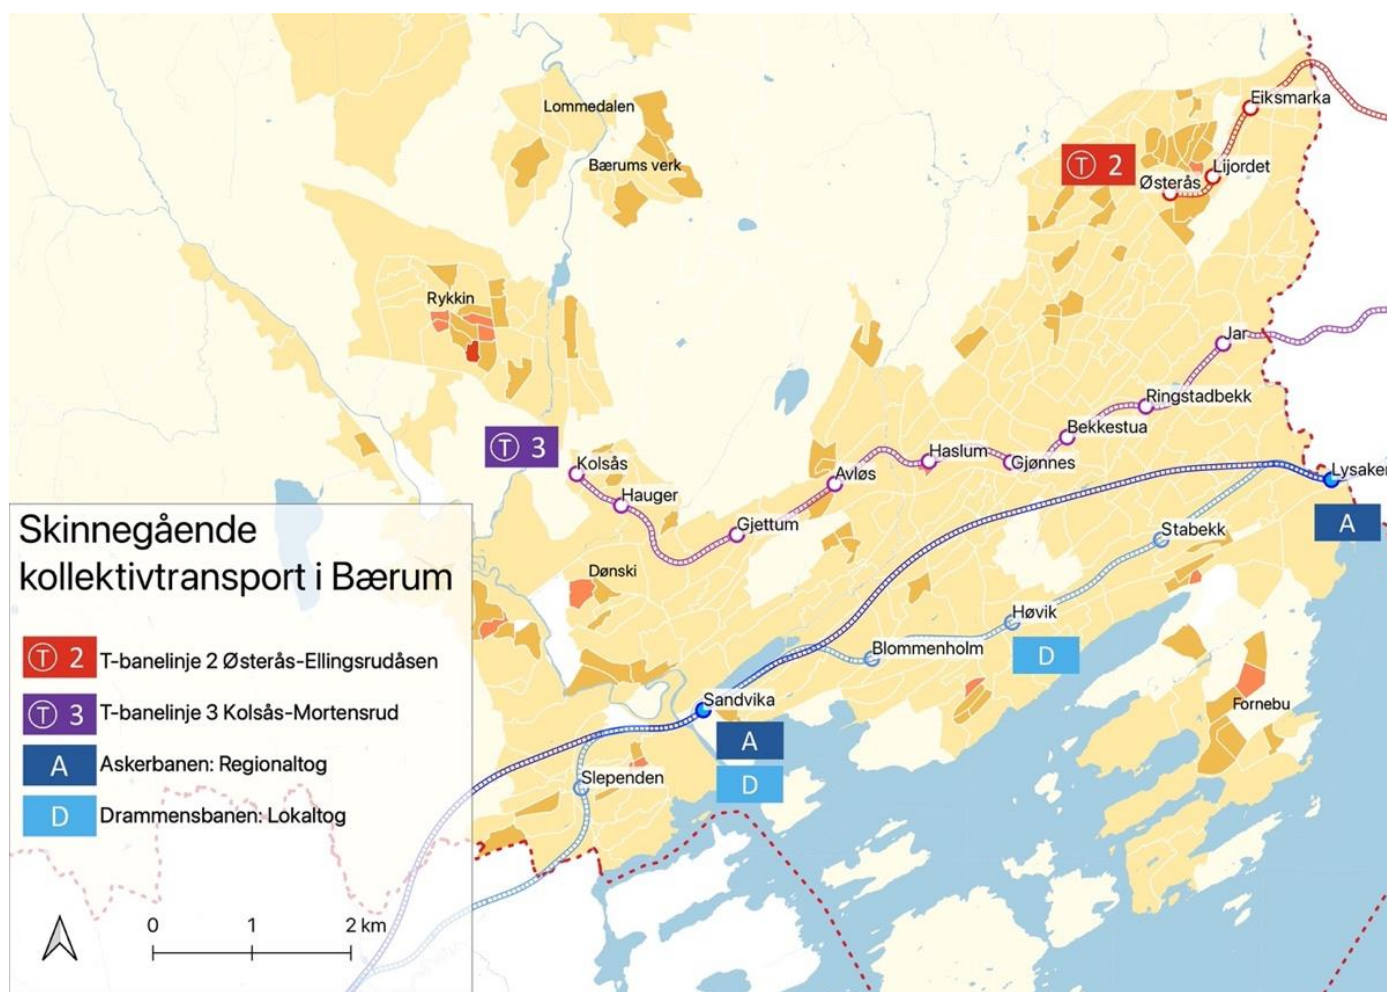 Lommedalen
Eiksmarka
Bærums verk
T 2
Lijordet
Østerås
Rykkin
Jar
Ringstadbekk
Bekkestua
T 3
Kolsås
Haslum
Gjønnes
Avløs
Lysaker
Hauger
A
Gjettum
Stabekk
Dønski
Høvik
Blommenholm
D
Sandvika
Fornebu
A
D
Slependen
Skinnegående
kollektivtransport i Bærum
T 2 T-banelinje 2 Østerås-Ellingsrudåsen
T 3 T-banelinje 3 Kolsås-Mortensrud
A Askerbanen: Regionaltog
D Drammensbanen: Lokaltog
0 1 2 km